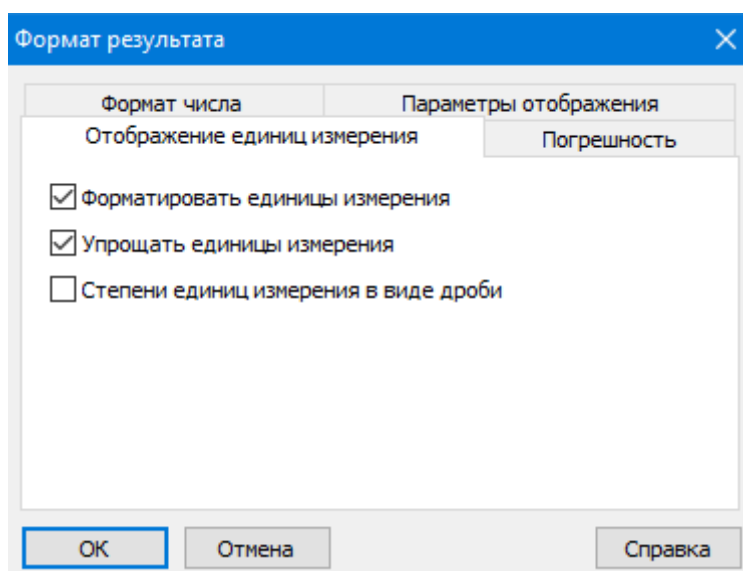 Формат результата
Формат числа
Параметры отображения
Отображение единиц измерения
Погрешность
Форматировать единицы измерения
Упрощать единицы измерения
Степени единиц измерения в виде дроби
ОК
Отмена
Справка